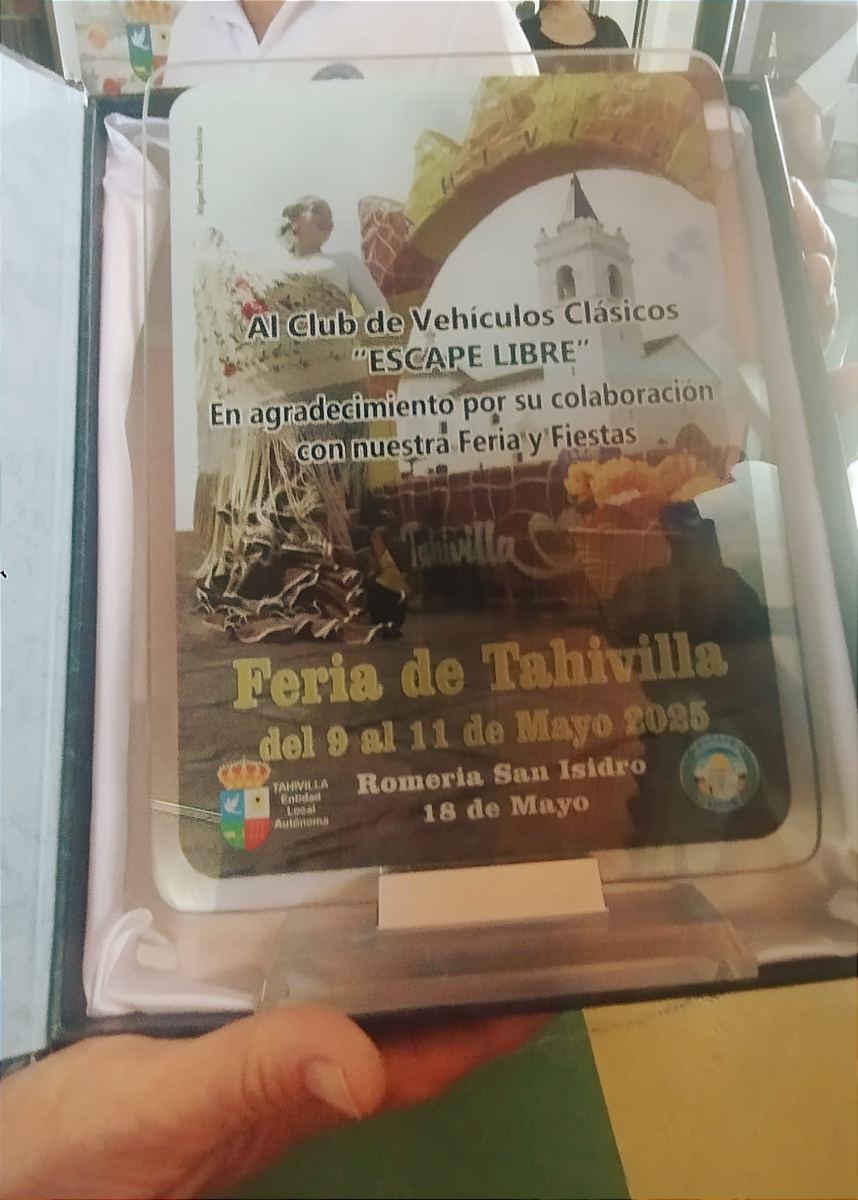 Al Club de Vehículos Clásicos
“ESCAPE LIBRE”
En agradecimiento por su colaboración
con nuestra Feria y Fiestas
Tahivilla
Feria de Tahivilla
del 9 al 11 de Mayo 2025
Romeria San Isidro
18 de Mayo
TAHIVILLA
Entidad
Local
Autónoma